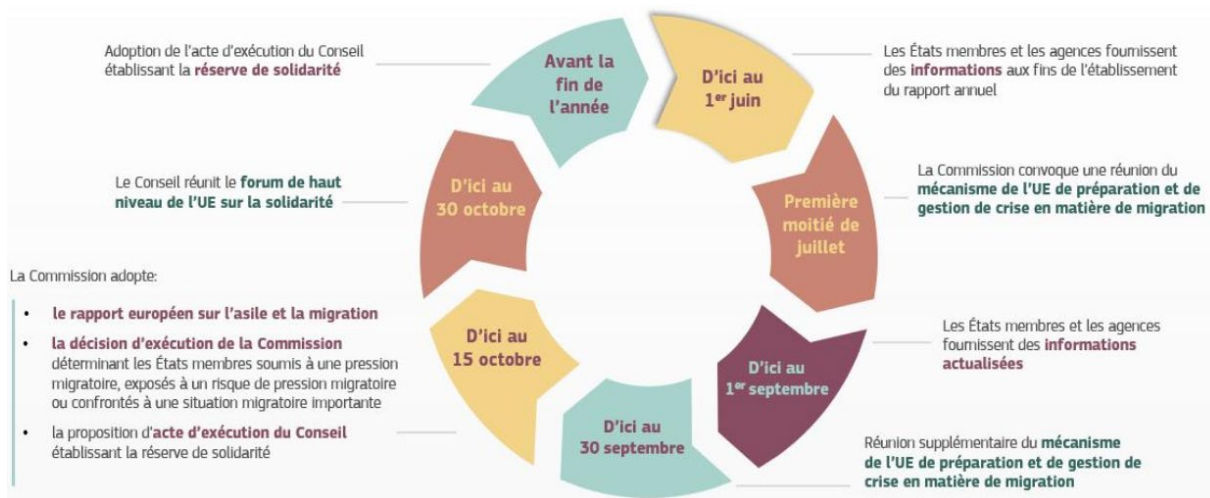 Avant la
fin de
l'année
Adoption de l'acte d'exécution du Conseil
établissant la réserve de solidarité
D'ici au
1er juin
Les États membres et les agences fournissent
des informations aux fins de l'établissement
du rapport annuel
Première
moitié de
juillet
La Commission convoque une réunion du
mécanisme de l'UE de préparation et de
gestion de crise en matière de migration
D'ici au
1er septembre
Les États membres et les agences
fournissent des informations
actualisées
D'ici au
30 septembre
Réunion supplémentaire du mécanisme
de l'UE de préparation et de gestion de
crise en matière de migration
D'ici au
15 octobre
La Commission adopte:
• le rapport européen sur l'asile et la migration
• la décision d'exécution de la Commission
déterminant les États membres soumis à une pression
migratoire, exposés à un risque de pression migratoire
ou confrontés à une situation migratoire importante
• la proposition d'acte d'exécution du Conseil
établissant la réserve de solidarité
D'ici au
30 octobre
Le Conseil réunit le forum de haut
niveau de l'UE sur la solidarité